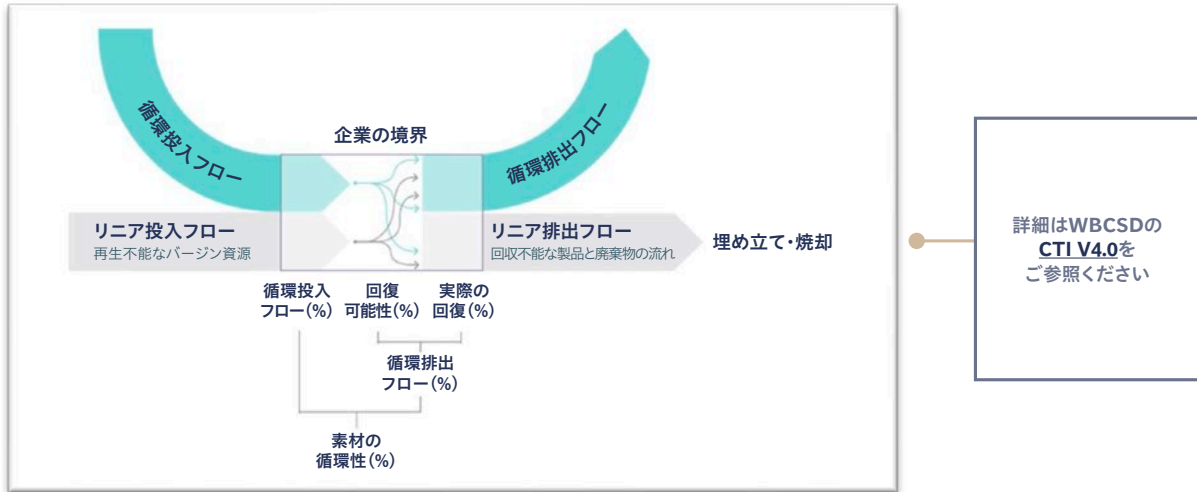 循環投入フロー
企業の境界
循環排出フロー
リニア投入フロー
再生不能なバージン資源
リニア排出フロー
回収不能な製品と廃棄物の流れ
埋め立て・焼却
循環投入
フロー(%)
回復
可能性(%)
実際の
回復(%)
循環排出
フロー(%)
素材の
循環性(%)
詳細はWBCSDの
CTI V4.0を
ご参照ください